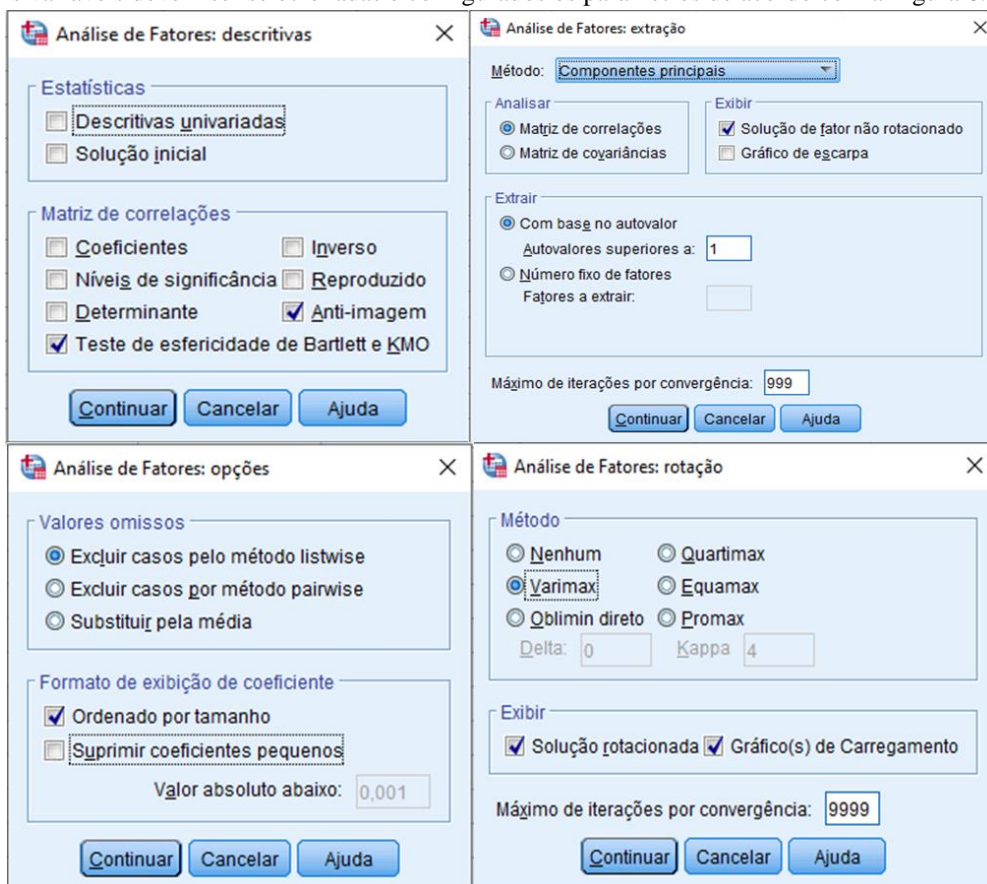 Análise de Fatores: descritivas
Estatísticas
Descritivas univariadas
Solução inicial
Matriz de correlações
Coeficientes Inverso
Níveis de significância Reproduzido
Determinante Anti-imagem
Teste de esfericidade de Bartlett e KMO
Continuar Cancelar Ajuda
Análise de Fatores: extração
Método: Componentes principais
Analisar
Matriz de correlações
Matriz de covariâncias
Exibir
Solução de fator não rotacionado
Gráfico de escarpa
Extrair
Com base no autovalor
Autovalores superiores a: 1
Número fixo de fatores
Fatores a extrair:
Máximo de iterações por convergência: 999
Continuar Cancelar Ajuda
Análise de Fatores: opções
Valores omissos
Excluir casos pelo método listwise
Excluir casos por método pairwise
Substituir pela média
Formato de exibição de coeficiente
Ordenado por tamanho
Suprimir coeficientes pequenos
Valor absoluto abaixo: 0,001
Continuar Cancelar Ajuda
Análise de Fatores: rotação
Método
Nenhum Quartimax
Varimax Equamax
Oblimin direto Promax
Delta: 0 Kappa 4
Exibir
Solução rotacionada Gráfico(s) de Carregamento
Máximo de iterações por convergência: 9999
Continuar Cancelar Ajuda